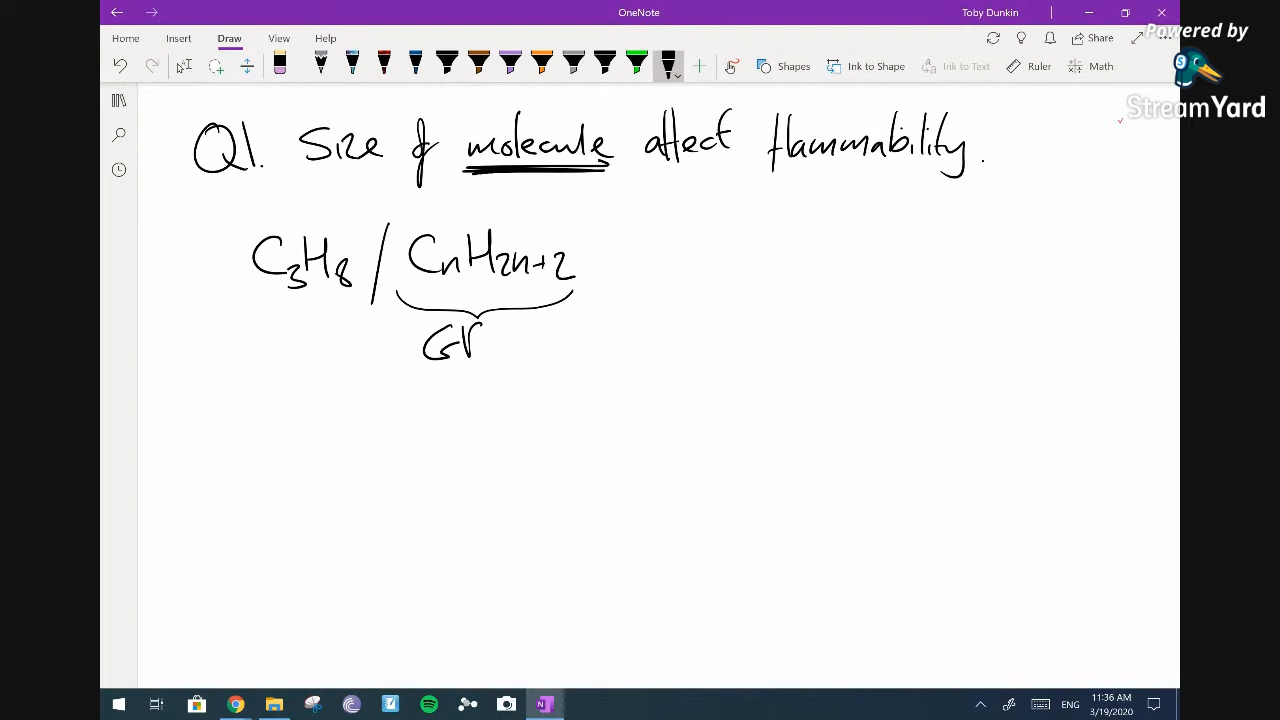 OneNote
Toby Dunkin
Powered by
StreamYard
Home Insert Draw View Help
Share
Shapes Ink to Shape Ink to Text Ruler Math
Q1. Size of molecule affect flammability.
C3H8 / CnH2n+2
ENG
11:36 AM
3/19/2020